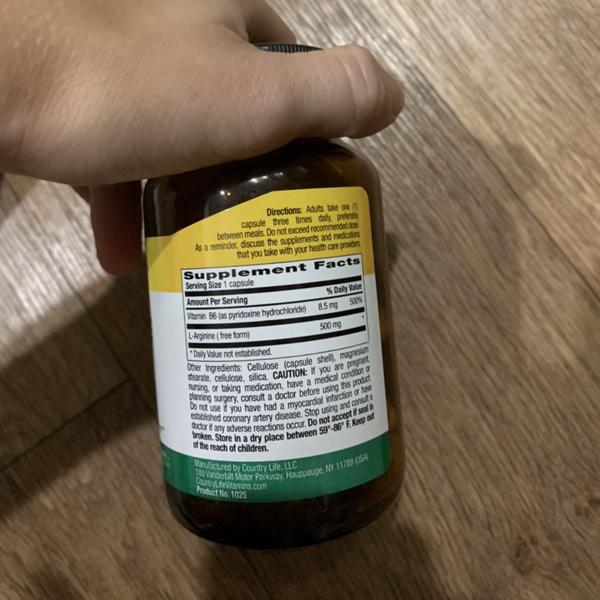 Directions: Adults take one (1)
capsule three times daily, preferably
between meals. Do not exceed recommended dose.
As a reminder, discuss the supplements and medications
that you take with your health care providers.
Supplement Facts
Serving Size 1 capsule
Amount Per Serving % Daily Value
Vitamin B6 (as pyridoxine hydrochloride) 8.5 mg 500%
L-Arginine ( free form) 500 mg *
* Daily Value not established.
Other Ingredients: Cellulose (capsule shell), magnesium
stearate, cellulose, silica. CAUTION: If you are pregnant,
nursing, or taking medication, have a medical condition or
planning surgery, consult a doctor before using this product.
Do not use if you have had a myocardial infarction or have
established coronary artery disease. Stop using and consult a
doctor if any adverse reactions occur. Do not accept if seal is
broken. Store in a dry place between 59°-86° F. Keep out
of the reach of children.
Manufactured by Country Life, LLC
180 Vanderbilt Motor Parkway, Hauppauge, NY 11788 (USA)
CountryLifeVitamins.com
Product No. 1025